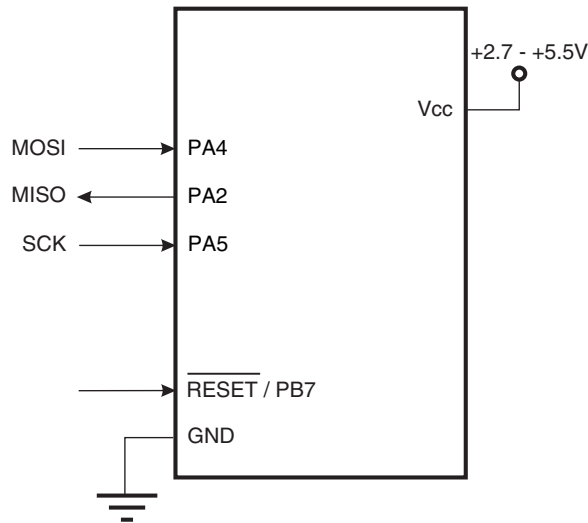 +2.7 - +5.5V
Vcc
MOSI PA4
MISO PA2
SCK PA5
RESET / PB7
GND